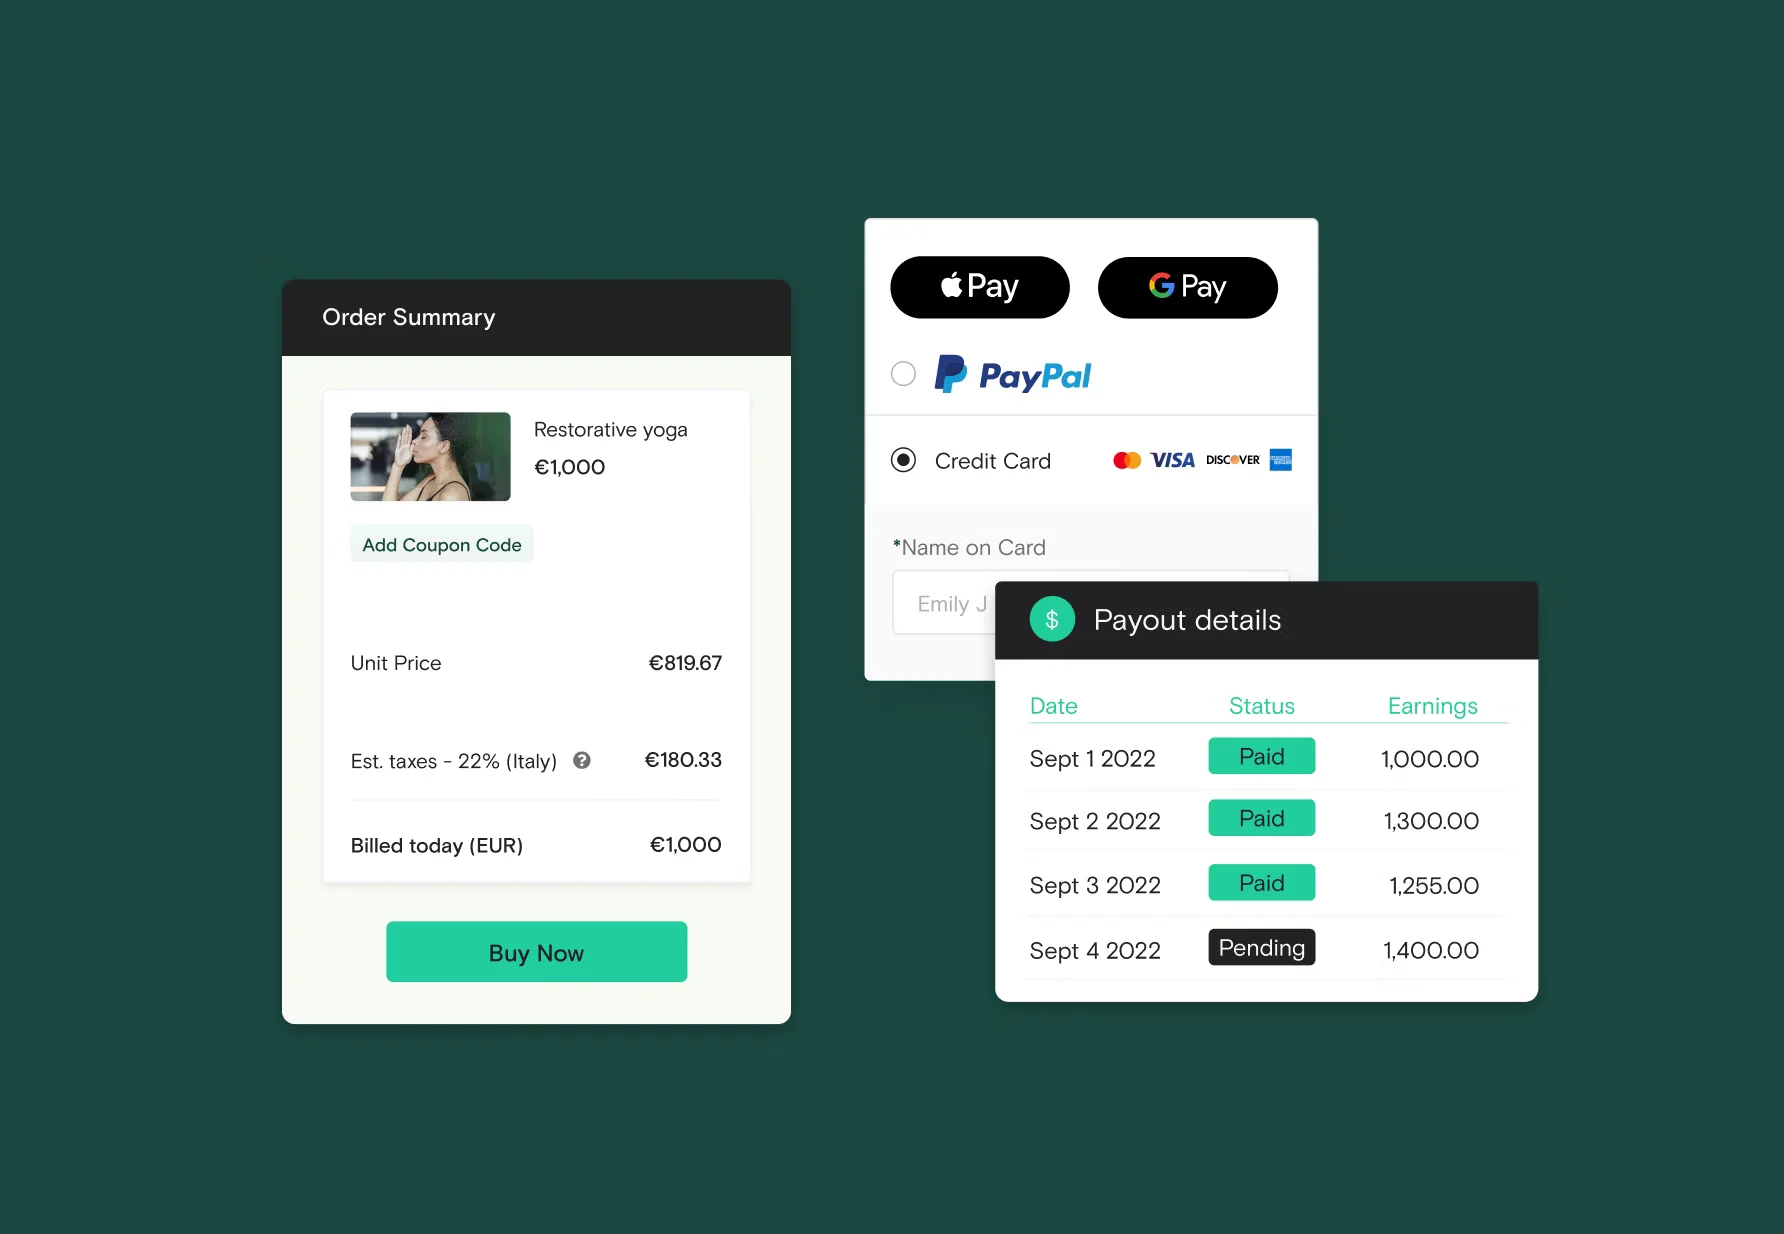 Order Summary
Restorative yoga
€1,000
Add Coupon Code
Unit Price €819.67
Est. taxes - 22% (Italy) ? €180.33
Billed today (EUR) €1,000
Buy Now
Pay G Pay
PayPal
Credit Card VISA DISCOVER
*Name on Card
Emily J
$ Payout details
Date Status Earnings
Sept 1 2022 Paid 1,000.00
Sept 2 2022 Paid 1,300.00
Sept 3 2022 Paid 1,255.00
Sept 4 2022 Pending 1,400.00